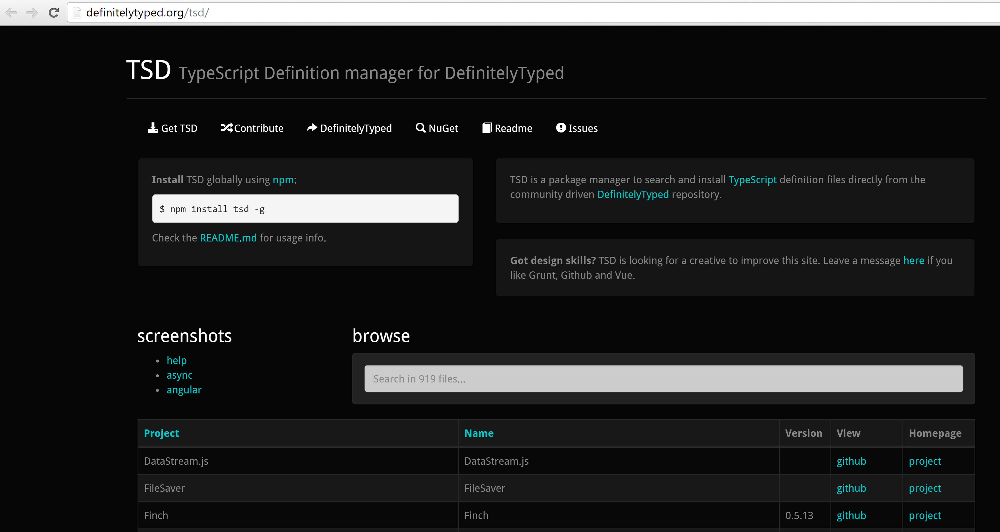 definitelytyped.org/tsd/
TSD TypeScript Definition manager for DefinitelyTyped
Get TSD Contribute DefinitelyTyped NuGet Readme Issues
Install TSD globally using npm:
$ npm install tsd -g
Check the README.md for usage info.
TSD is a package manager to search and install TypeScript definition files directly from the
community driven DefinitelyTyped repository.
Got design skills? TSD is looking for a creative to improve this site. Leave a message here if you
like Grunt, Github and Vue.
screenshots
help
async
angular
browse
Search in 919 files...
Project Name Version View Homepage
DataStream.js DataStream.js github project
FileSaver FileSaver github project
Finch Finch 0.5.13 github project